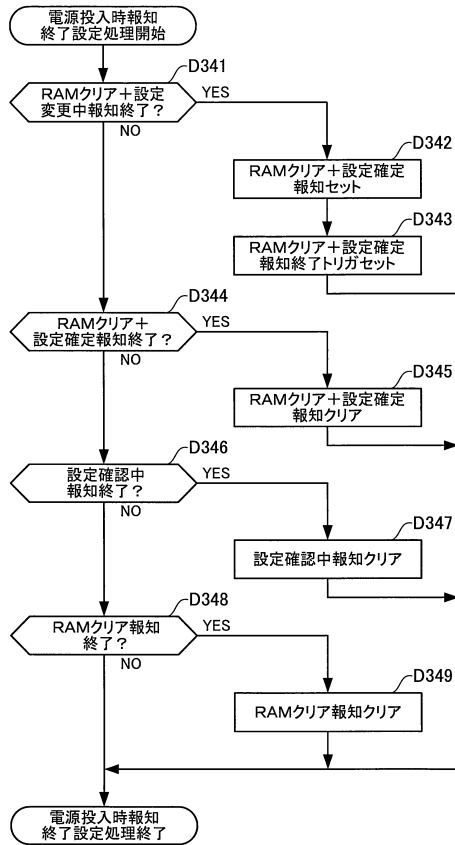 電源投入時報知
終了設定処理開始
D341
RAMクリア＋設定
変更中報知終了？
YES
NO
D342
RAMクリア＋設定確定
報知セット
D343
RAMクリア＋設定確定
報知終了トリガセット
D344
RAMクリア＋
設定確定報知終了？
YES
NO
D345
RAMクリア＋設定確定
報知クリア
D346
設定確認中
報知終了？
YES
NO
D347
設定確認中報知クリア
D348
RAMクリア報知
終了？
YES
NO
D349
RAMクリア報知クリア
電源投入時報知
終了設定処理終了